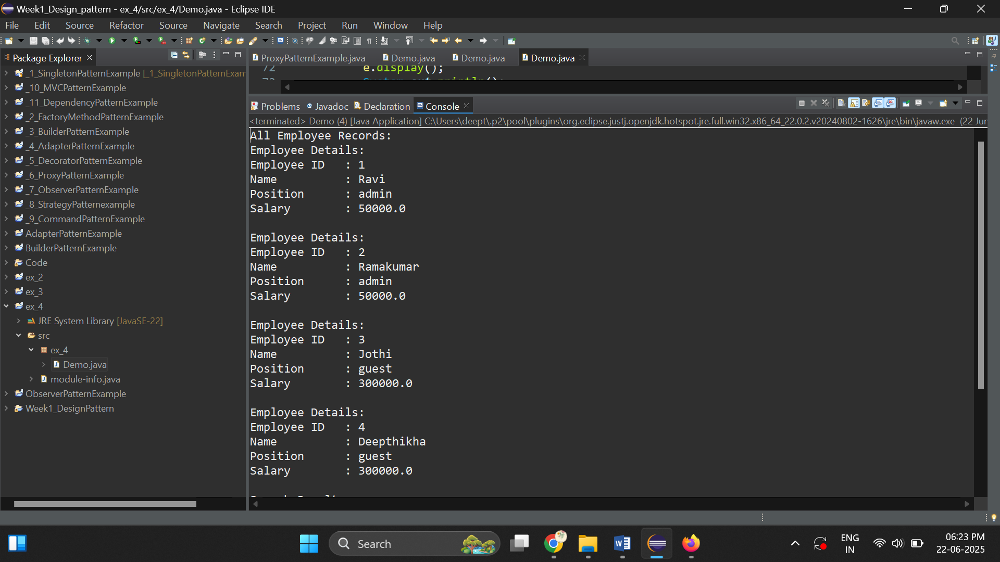 Week1_Design_pattern - ex_4/src/ex_4/Demo.java - Eclipse IDE
File Edit Source Refactor Source Navigate Search Project Run Window Help
Package Explorer
_1_SingletonPatternExample [_1_SingletonPatternExam
_10_MVCPatternExample
_11_DependencyPatternExample
_2_FactoryMethodPatternExample
_3_BuilderPatternExample
_4_AdapterPatternExample
_5_DecoratorPatternExample
_6_ProxyPatternExample
_7_ObserverPatternExample
_8_StrategyPatternexample
_9_CommandPatternExample
AdapterPatternExample
BuilderPatternExample
Code
ex_2
ex_3
ex_4
JRE System Library [JavaSE-22]
src
ex_4
Demo.java
module-info.java
ObserverPatternExample
Week1_DesignPattern
ProxyPatternExample.java Demo.java Demo.java Demo.java
72 e.display();
Problems Javadoc Declaration Console
<terminated> Demo (4) [Java Application] C:\Users\deept\.p2\pool\plugins\org.eclipse.justj.openjdk.hotspot.jre.full.win32.x86_64_22.0.2.v20240802-1626\jre\bin\javaw.exe (22 Jun
All Employee Records:
Employee Details:
Employee ID : 1
Name : Ravi
Position : admin
Salary : 50000.0
Employee Details:
Employee ID : 2
Name : Ramakumar
Position : admin
Salary : 50000.0
Employee Details:
Employee ID : 3
Name : Jothi
Position : guest
Salary : 300000.0
Employee Details:
Employee ID : 4
Name : Deepthikha
Position : guest
Salary : 300000.0
Search
ENG
IN
06:23 PM
22-06-2025